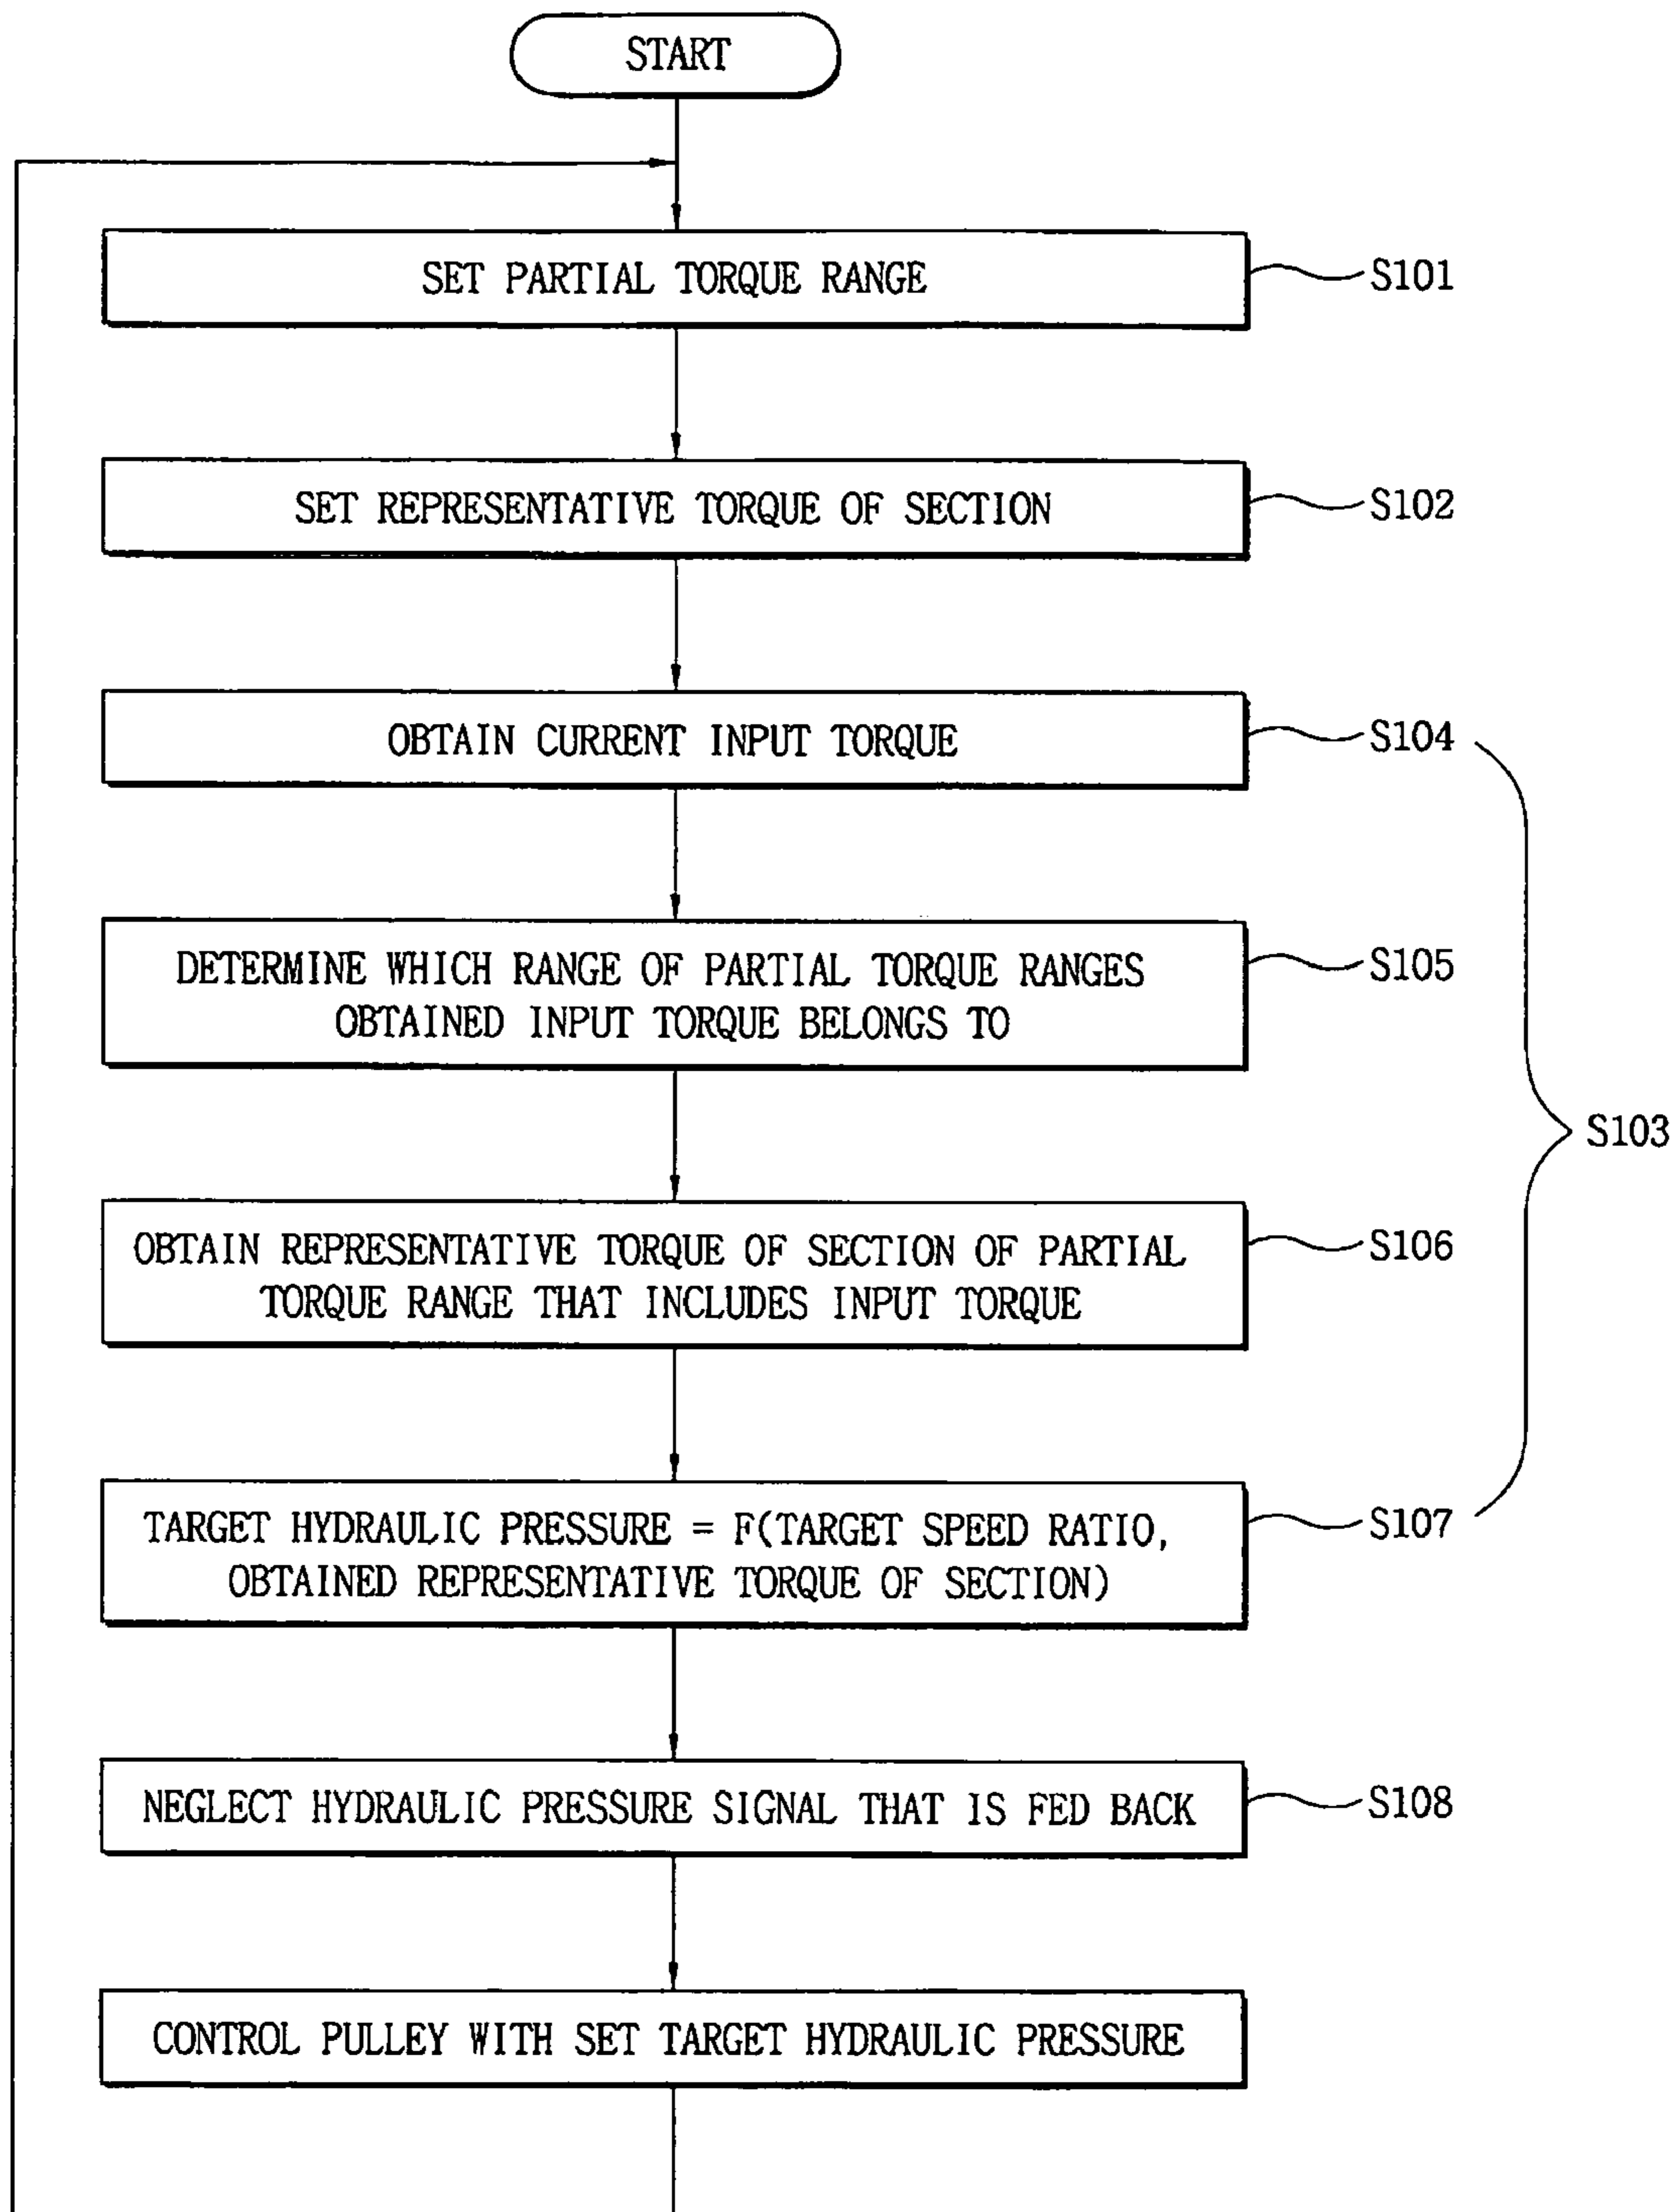 START
SET PARTIAL TORQUE RANGE
S101
SET REPRESENTATIVE TORQUE OF SECTION
S102
OBTAIN CURRENT INPUT TORQUE
S104
DETERMINE WHICH RANGE OF PARTIAL TORQUE RANGES
OBTAINED INPUT TORQUE BELONGS TO
S105
S103
OBTAIN REPRESENTATIVE TORQUE OF SECTION OF PARTIAL
TORQUE RANGE THAT INCLUDES INPUT TORQUE
S106
TARGET HYDRAULIC PRESSURE = F(TARGET SPEED RATIO,
OBTAINED REPRESENTATIVE TORQUE OF SECTION)
S107
NEGLECT HYDRAULIC PRESSURE SIGNAL THAT IS FED BACK
S108
CONTROL PULLEY WITH SET TARGET HYDRAULIC PRESSURE